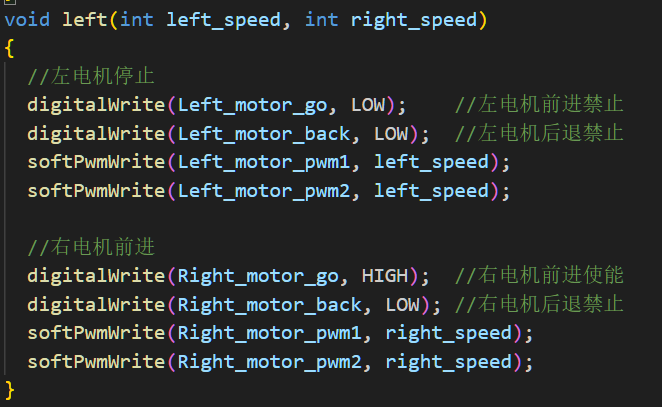 void left(int left_speed, int right_speed)
{
  //左电机停止
  digitalWrite(Left_motor_go, LOW);    //左电机前进禁止
  digitalWrite(Left_motor_back, LOW);  //左电机后退禁止
  softPwmWrite(Left_motor_pwm1, left_speed);
  softPwmWrite(Left_motor_pwm2, left_speed);

  //右电机前进
  digitalWrite(Right_motor_go, HIGH);  //右电机前进使能
  digitalWrite(Right_motor_back, LOW); //右电机后退禁止
  softPwmWrite(Right_motor_pwm1, right_speed);
  softPwmWrite(Right_motor_pwm2, right_speed);
}